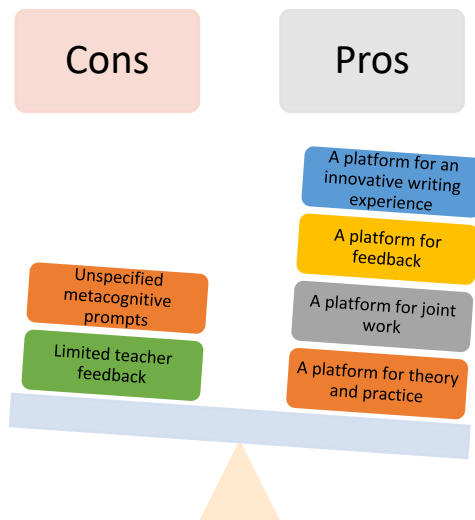 Cons
Pros
Unspecified
metacognitive
prompts
Limited teacher
feedback
A platform for an
innovative writing
experience
A platform for
feedback
A platform for joint
work
A platform for theory
and practice